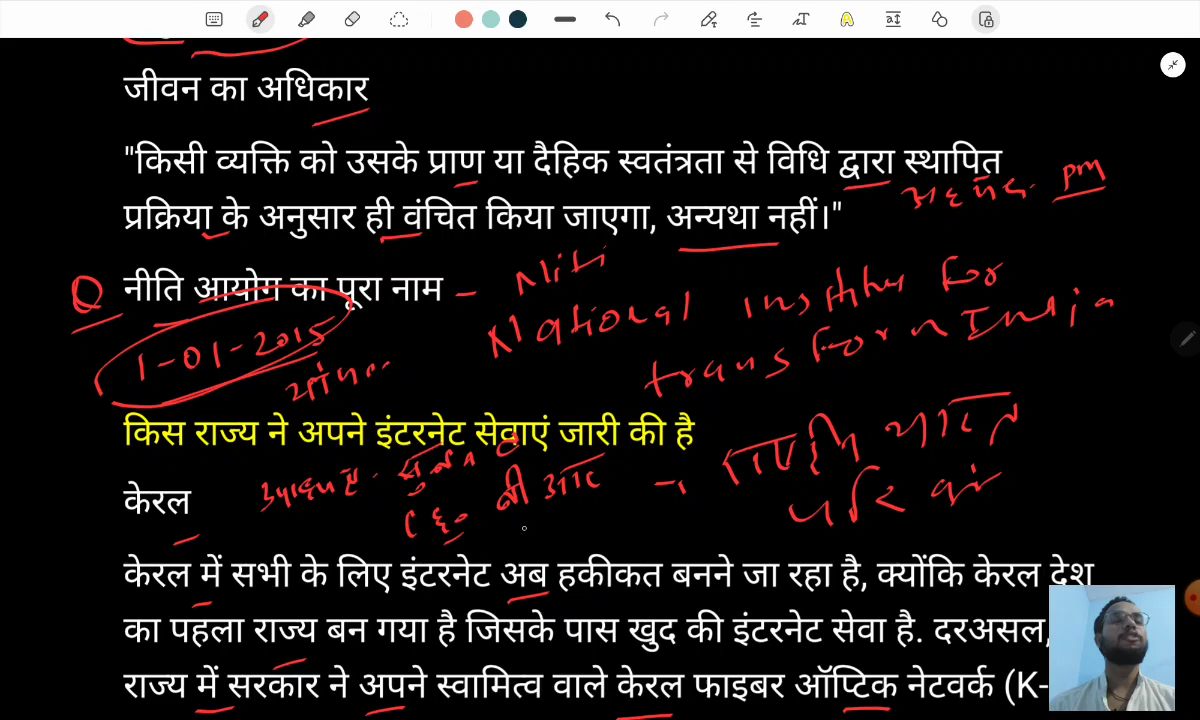 जीवन का अधिकार
"किसी व्यक्ति को उसके प्राण या दैहिक स्वतंत्रता से विधि द्वारा स्थापित
प्रक्रिया के अनुसार ही वंचित किया जाएगा, अन्यथा नहीं।"
PM
Q नीति आयोग का पूरा नाम - Niti
National institute For
transForm India
1-01-2015
किस राज्य ने अपने इंटरनेट सेवाएं जारी की है
केरल
केरल में सभी के लिए इंटरनेट अब हकीकत बनने जा रहा है, क्योंकि केरल देश
का पहला राज्य बन गया है जिसके पास खुद की इंटरनेट सेवा है. दरअसल,
राज्य में सरकार ने अपने स्वामित्व वाले केरल फाइबर ऑप्टिक नेटवर्क (K-